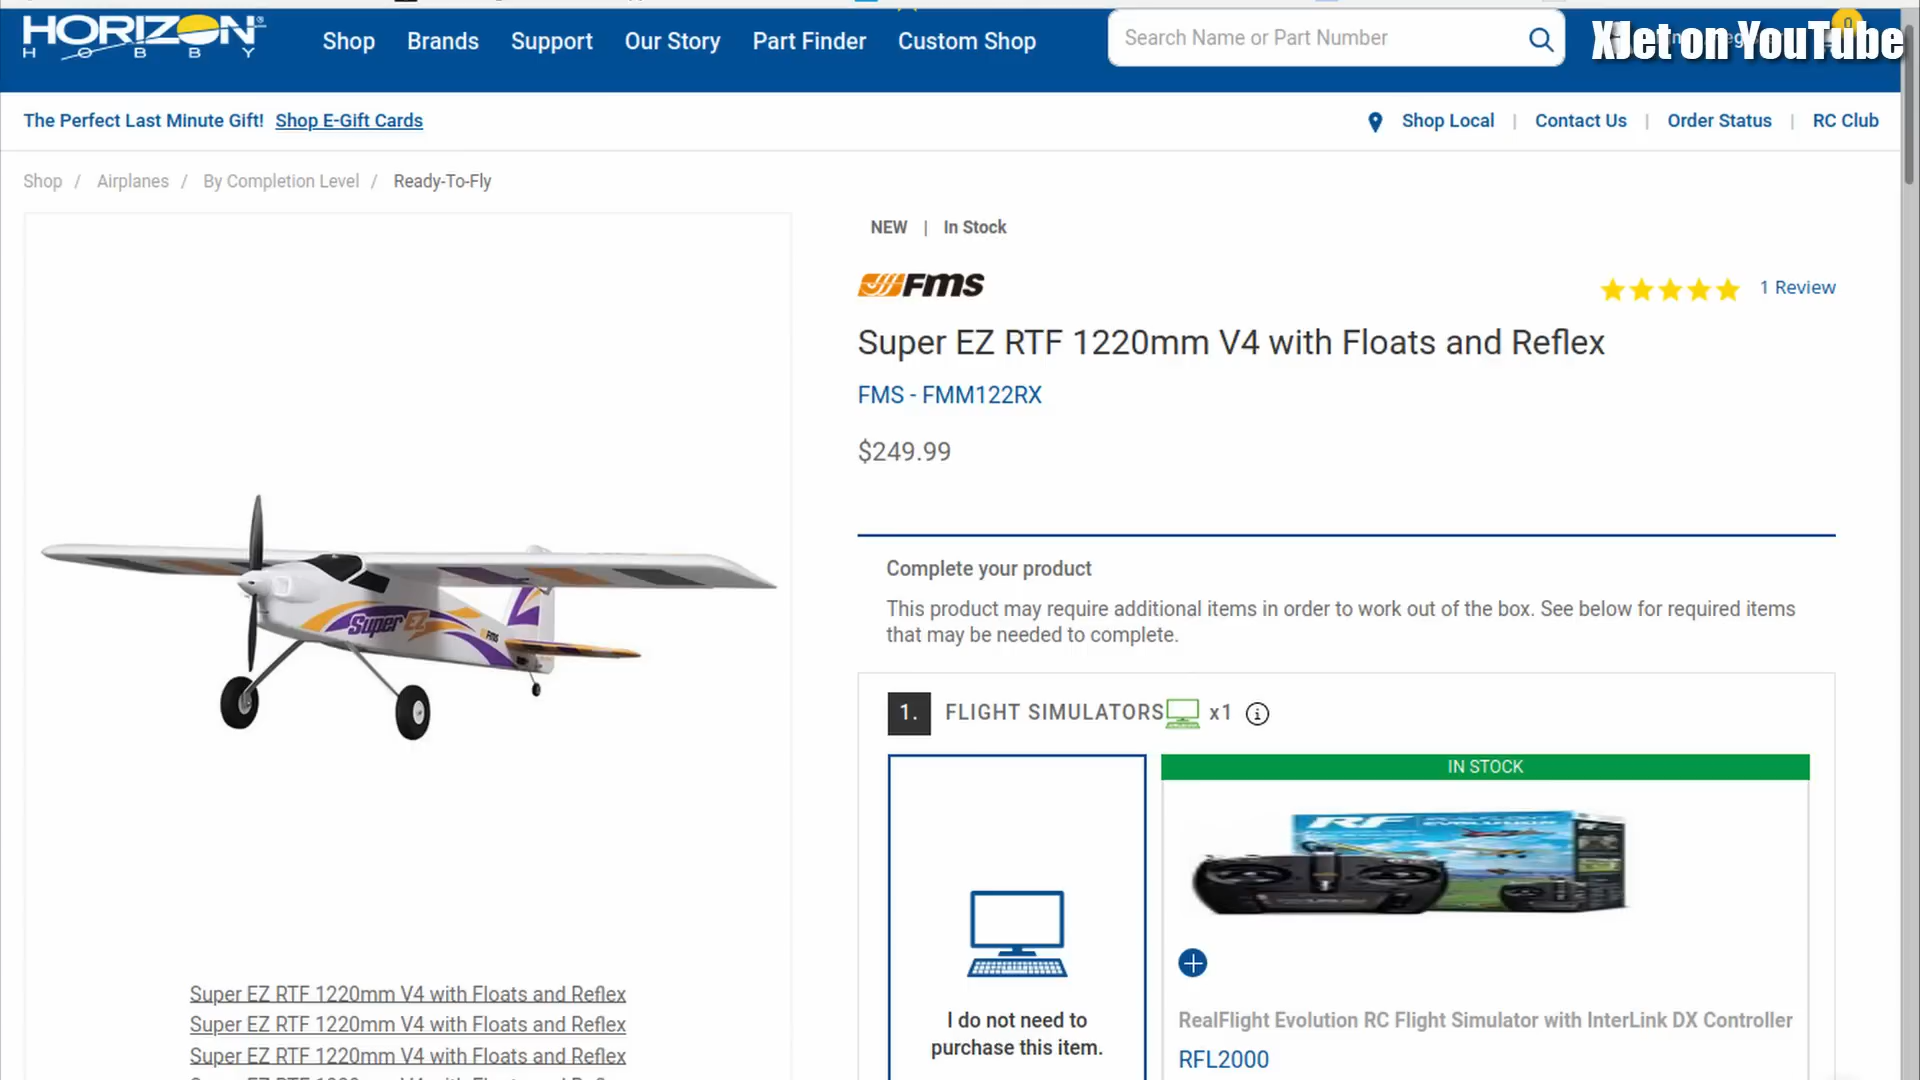 HORIZON
HOBBY
Shop
Brands
Support
Our Story
Part Finder
Custom Shop
Search Name or Part Number
0
XJet on YouTube
The Perfect Last Minute Gift! Shop E-Gift Cards
Shop Local | Contact Us | Order Status | RC Club
Shop / Airplanes / By Completion Level / Ready-To-Fly
NEW | In Stock
FMS
1 Review
Super EZ RTF 1220mm V4 with Floats and Reflex
FMS - FMM122RX
$249.99
Complete your product
This product may require additional items in order to work out of the box. See below for required items
that may be needed to complete.
Super EZ
FMS
1. FLIGHT SIMULATORS x1
IN STOCK
RF
REALFLIGHT
EVOLUTION
I do not need to
purchase this item.
RealFlight Evolution RC Flight Simulator with InterLink DX Controller
RFL2000
Super EZ RTF 1220mm V4 with Floats and Reflex
Super EZ RTF 1220mm V4 with Floats and Reflex
Super EZ RTF 1220mm V4 with Floats and Reflex